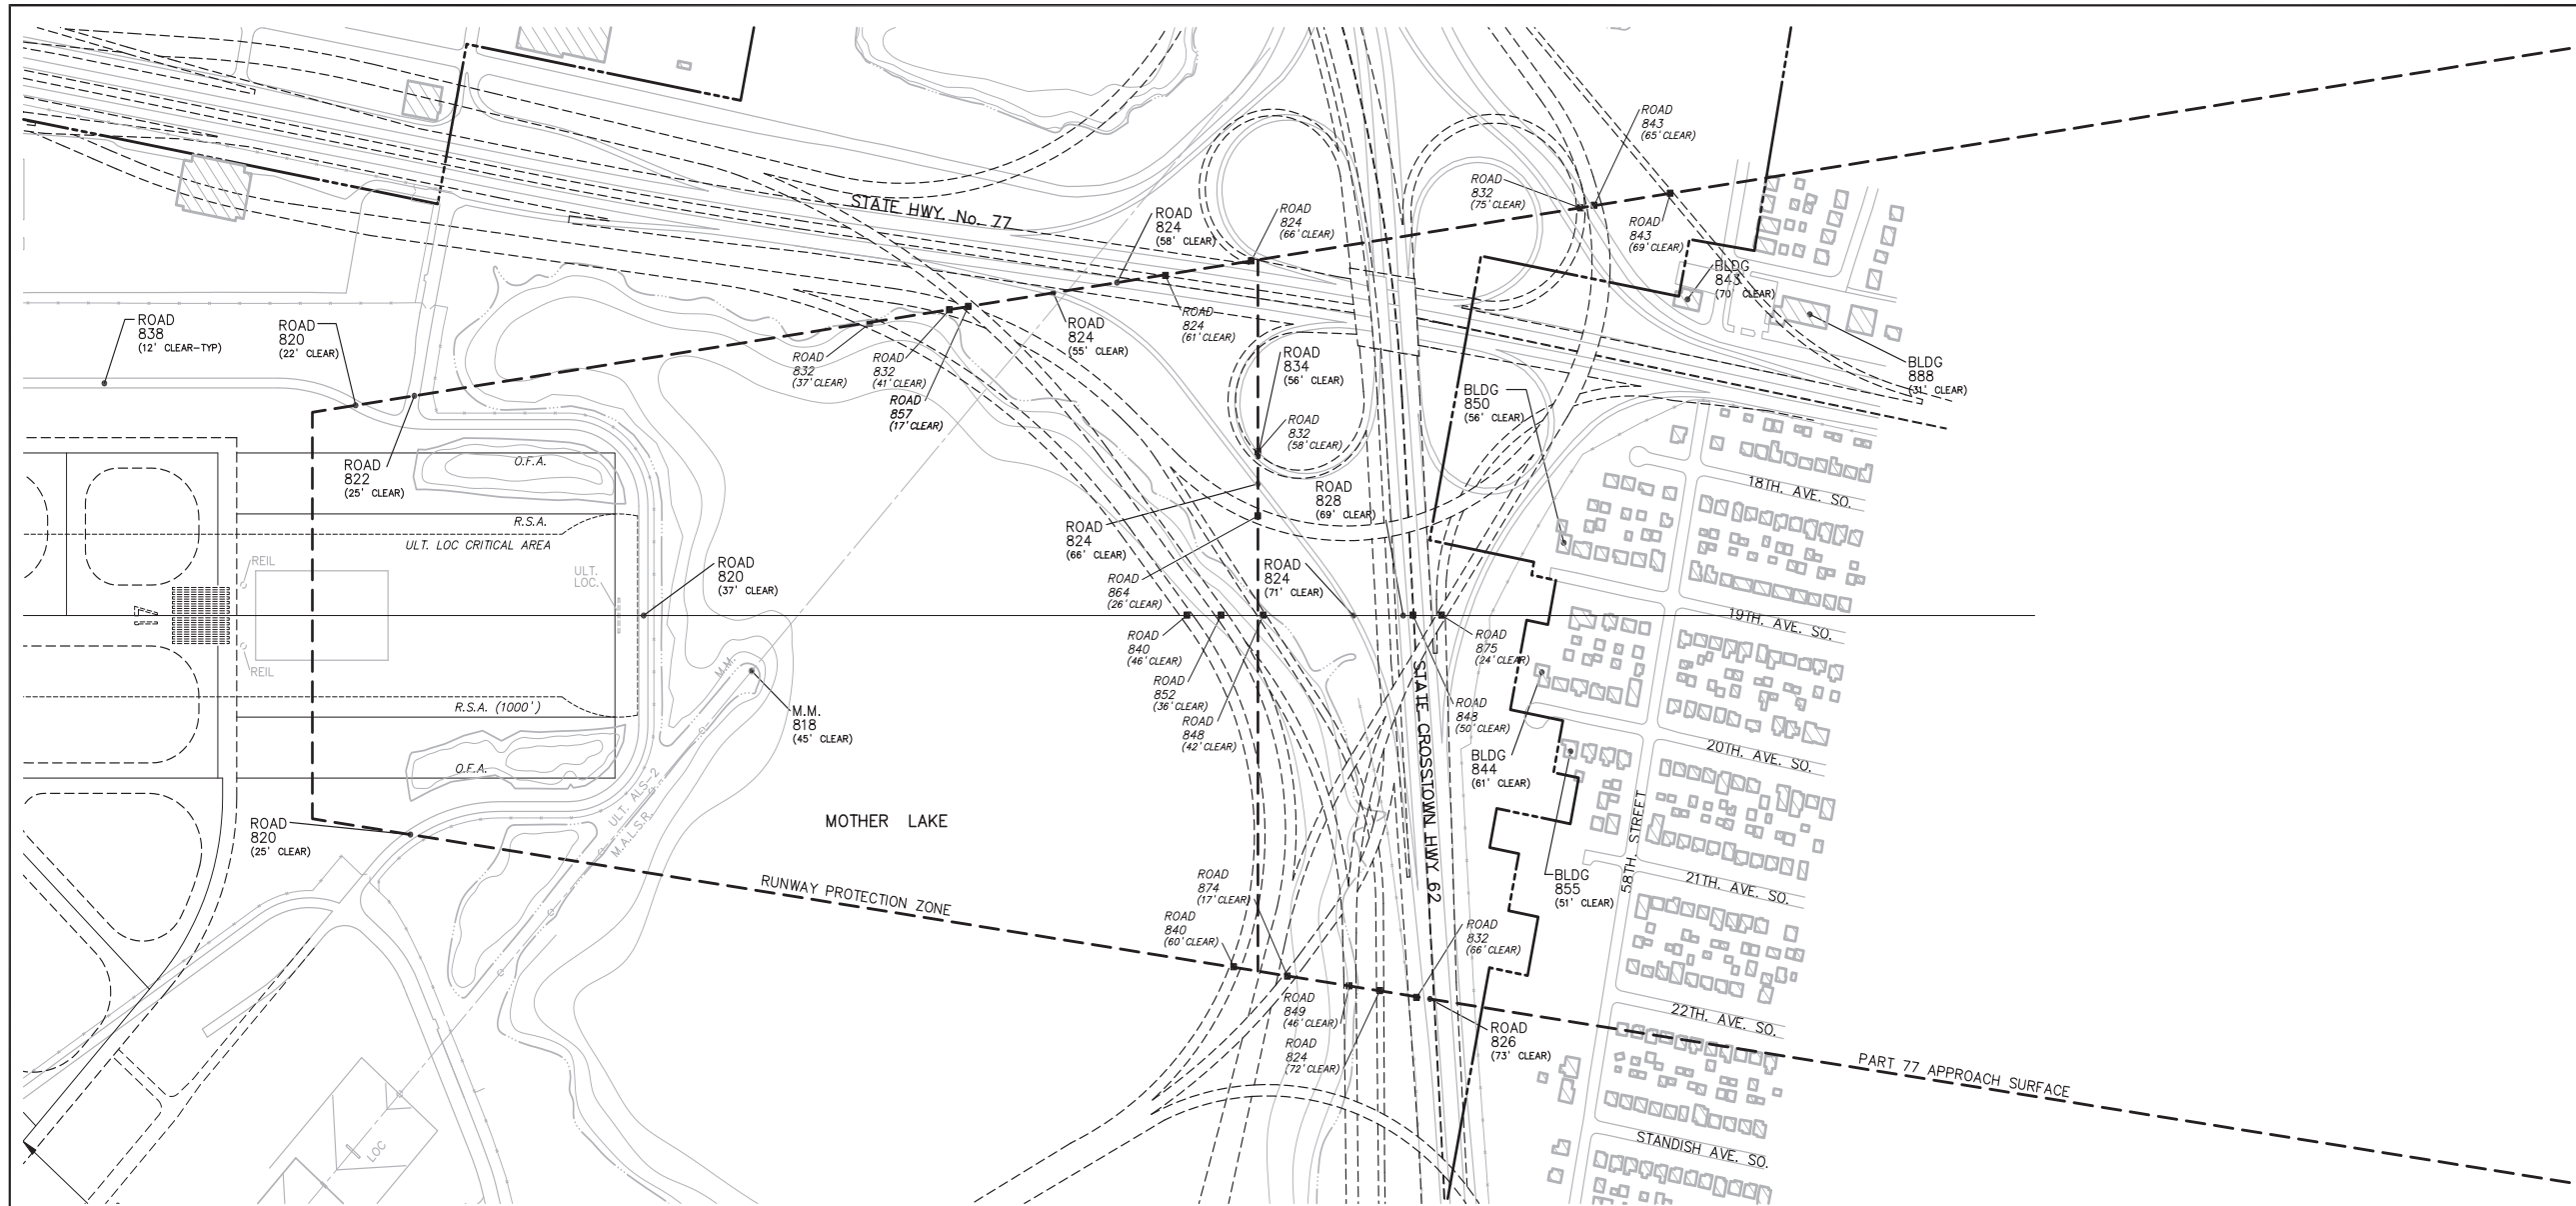 STATE HWY. No. 77
ROAD
843
(65' CLEAR)
ROAD
832
(75' CLEAR)
ROAD
843
(69' CLEAR)
ROAD
824
(58' CLEAR)
ROAD
824
(66' CLEAR)
ROAD
824
(61' CLEAR)
ROAD
824
(55' CLEAR)
BLDG
843
(70' CLEAR)
BLDG
888
(31' CLEAR)
ROAD
838
(12' CLEAR-TYP)
ROAD
820
(22' CLEAR)
ROAD
832
(37' CLEAR)
ROAD
832
(41' CLEAR)
ROAD
857
(17' CLEAR)
ROAD
834
(56' CLEAR)
ROAD
832
(58' CLEAR)
BLDG
850
(56' CLEAR)
ROAD
822
(25' CLEAR)
O.F.A.
R.S.A.
ULT. LOC CRITICAL AREA
REIL
REIL
ULT.
LOC.
17
ROAD
820
(37' CLEAR)
ROAD
828
(69' CLEAR)
ROAD
824
(66' CLEAR)
ROAD
864
(26' CLEAR)
ROAD
824
(71' CLEAR)
ROAD
840
(46' CLEAR)
ROAD
852
(36' CLEAR)
ROAD
848
(42' CLEAR)
ROAD
875
(24' CLEAR)
ROAD
848
(50' CLEAR)
BLDG
844
(61' CLEAR)
BLDG
855
(51' CLEAR)
M.M.
M.M.
818
(45' CLEAR)
R.S.A. (1000')
O.F.A.
ULT. ALS-2
M.A.L.S.R.
ROAD
820
(25' CLEAR)
MOTHER LAKE
RUNWAY PROTECTION ZONE
STATE CROSSTOWN HWY 62
ROAD
874
(17' CLEAR)
ROAD
840
(60' CLEAR)
ROAD
832
(66' CLEAR)
ROAD
849
(46' CLEAR)
ROAD
824
(72' CLEAR)
ROAD
826
(73' CLEAR)
18TH. AVE. SO.
19TH. AVE. SO.
20TH. AVE. SO.
58TH. STREET
21TH. AVE. SO.
22TH. AVE. SO.
STANDISH AVE. SO.
PART 77 APPROACH SURFACE
LOC